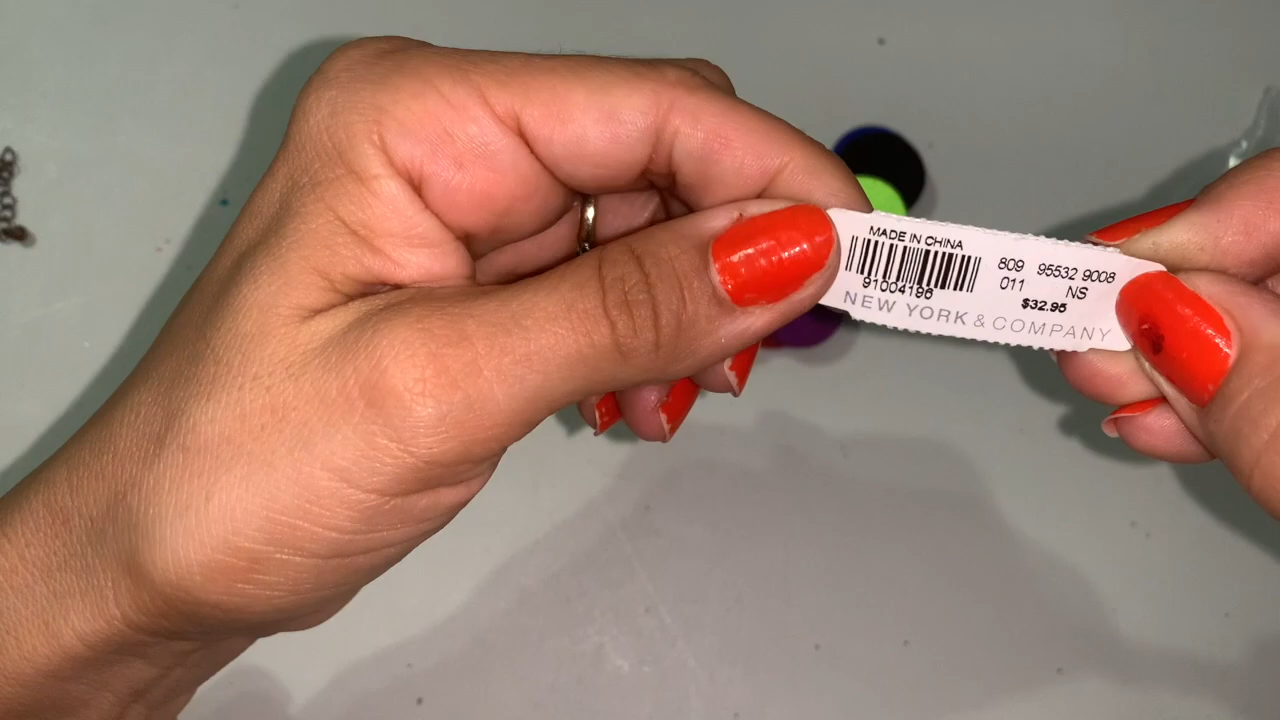 MADE IN CHINA
91004196
809 95532 9008
011 NS
$32.95
NEW YORK & COMPANY